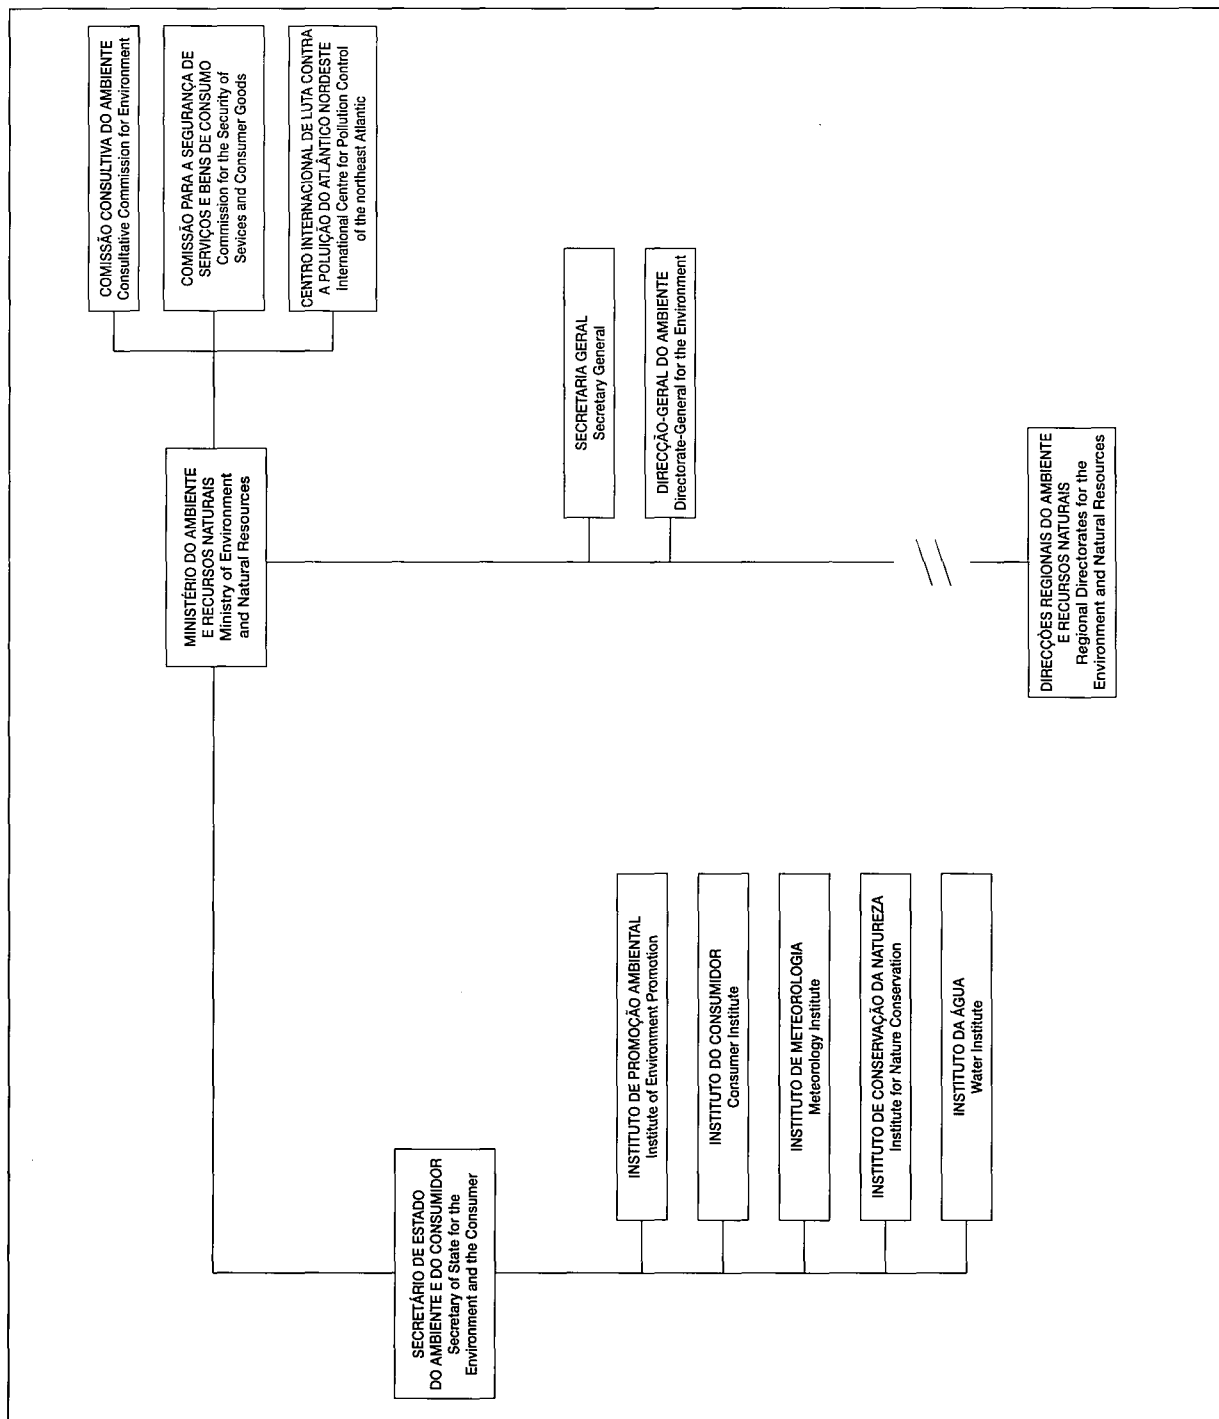 COMISSÃO CONSULTIVA DO AMBIENTE
Consultative Commission for Environment
COMISSÃO PARA A SEGURANÇA DE
SERVIÇOS E BENS DE CONSUMO
Commission for the Security of
Sevices and Consumer Goods
CENTRO INTERNACIONAL DE LUTA CONTRA
A POLUIÇÃO DO ATLÂNTICO NORDESTE
International Centre for Pollution Control
of the northeast Atlantic
MINISTÉRIO DO AMBIENTE
E RECURSOS NATURAIS
Ministry of Environment
and Natural Resources
SECRETARIA GERAL
Secretary General
DIRECÇÃO-GERAL DO AMBIENTE
Directorate-General for the Environment
DIRECÇÒES REGIONAIS DO AMBIENTE
E RECURSOS NATURAIS
Regional Directorates for the
Environment and Natural Resources
SECRETÁRIO DE ESTADO
DO AMBIENTE E DO CONSUMIDOR
Secretary of State for the
Environment and the Consumer
INSTITUTO DE PROMOÇÃO AMBIENTAL
Institute of Environment Promotion
INSTITUTO DO CONSUMIDOR
Consumer Institute
INSTITUTO DE METEOROLOGIA
Meteorology Institute
INSTITUTO DE CONSERVAÇÃO DA NATUREZA
Institute for Nature Conservation
INSTITUTO DA ÁGUA
Water Institute